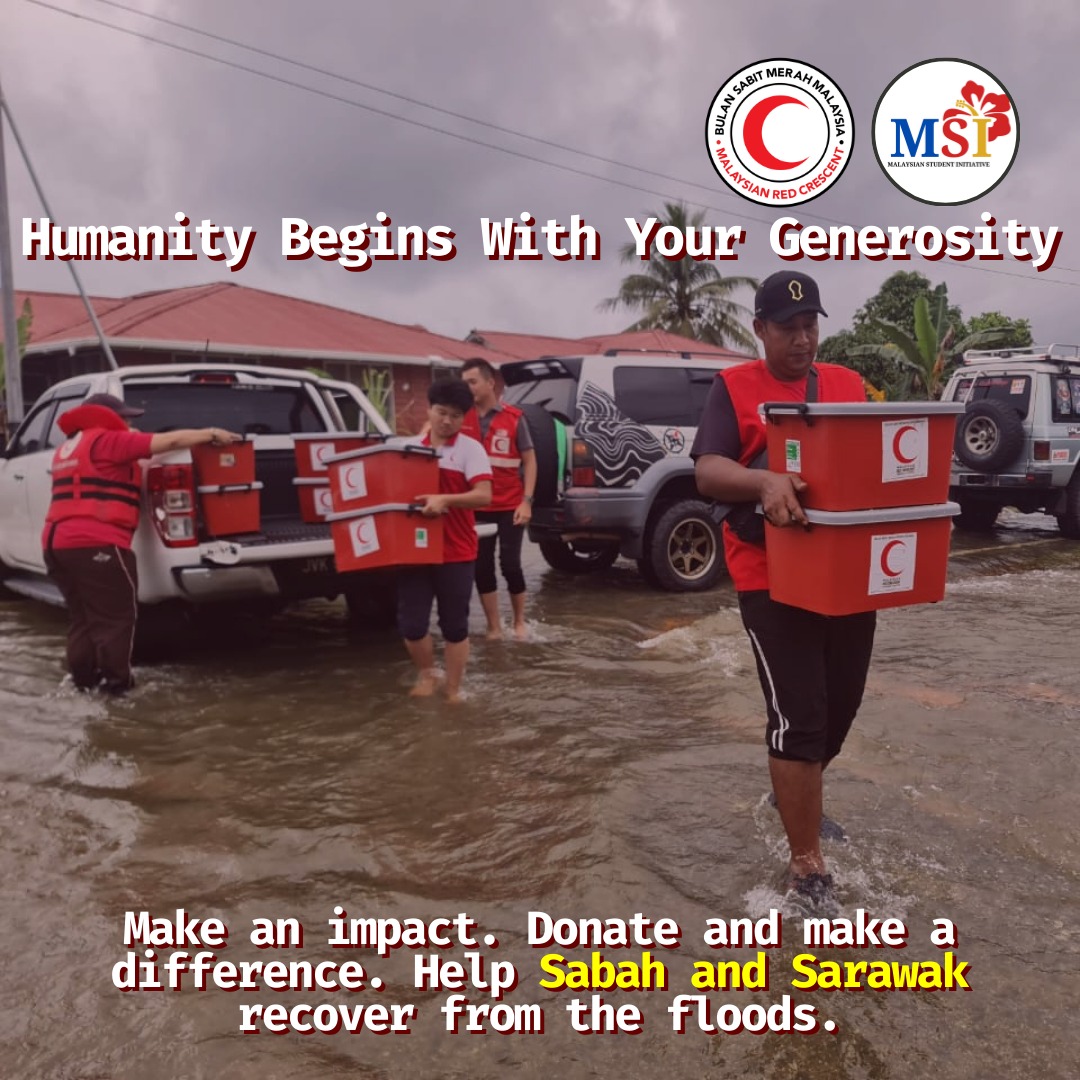 BULAN SABIT MERAH MALAYSIA
MALAYSIAN RED CRESCENT
MSI
MALAYSIAN STUDENT INITIATIVE
Humanity Begins With Your Generosity
Make an impact. Donate and make a
difference. Help Sabah and Sarawak
recover from the floods.